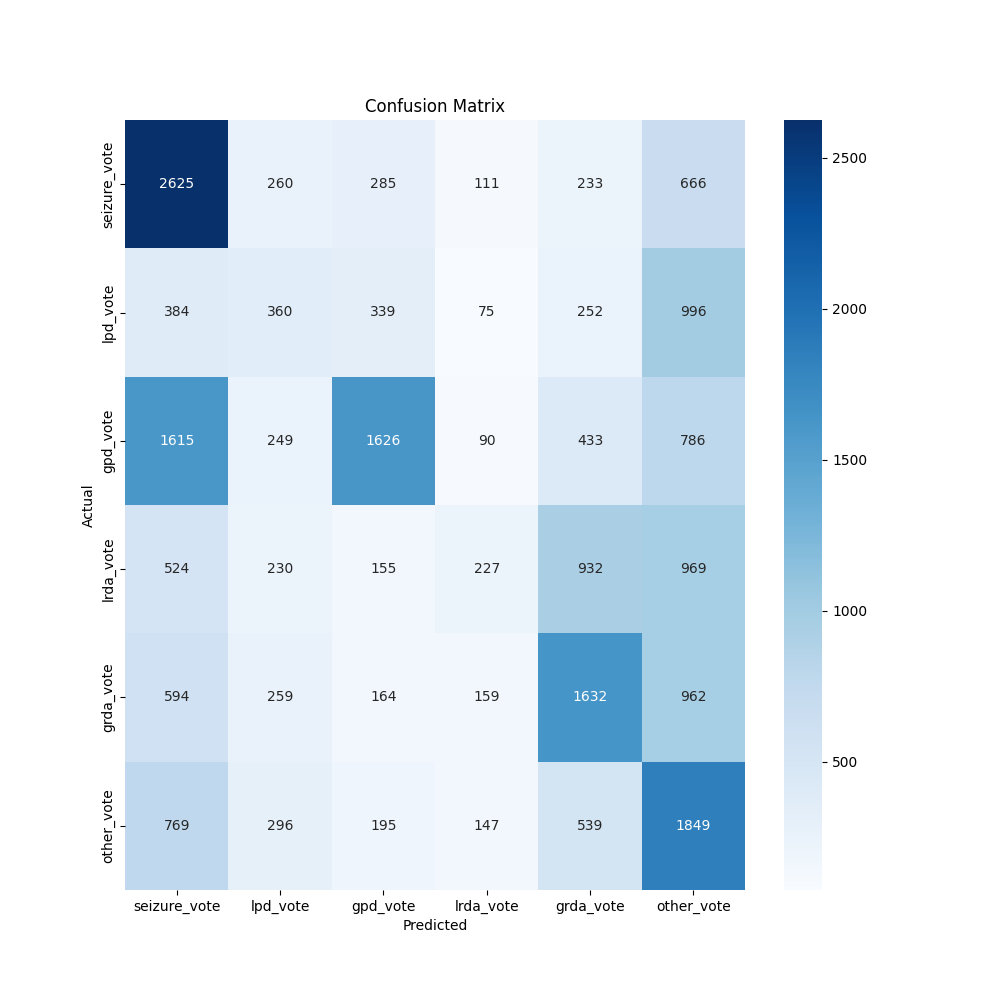 Confusion Matrix
seizure_vote 2625 260 285 111 233 666
lpd_vote 384 360 339 75 252 996
gpd_vote 1615 249 1626 90 433 786
lrda_vote 524 230 155 227 932 969
grda_vote 594 259 164 159 1632 962
other_vote 769 296 195 147 539 1849
Actual
seizure_vote lpd_vote gpd_vote lrda_vote grda_vote other_vote
Predicted
2500
2000
1500
1000
500